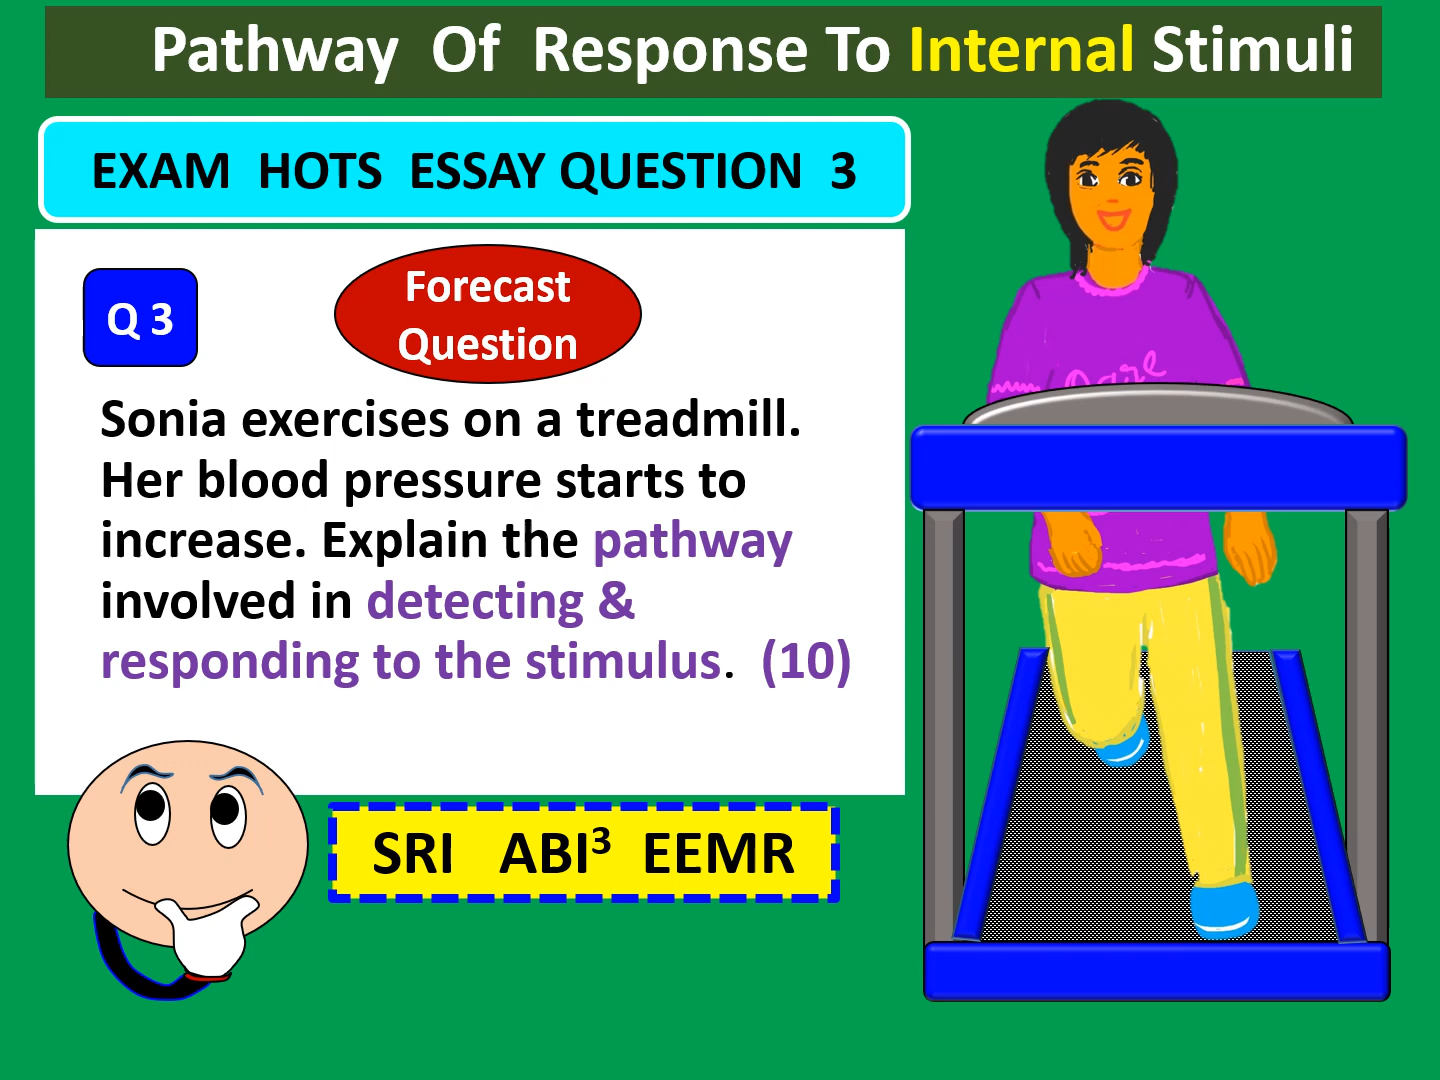 Pathway Of Response To Internal Stimuli
EXAM HOTS ESSAY QUESTION 3
Q 3
Forecast
Question
Sonia exercises on a treadmill.
Her blood pressure starts to
increase. Explain the pathway
involved in detecting &
responding to the stimulus. (10)
SRI ABI³ EEMR